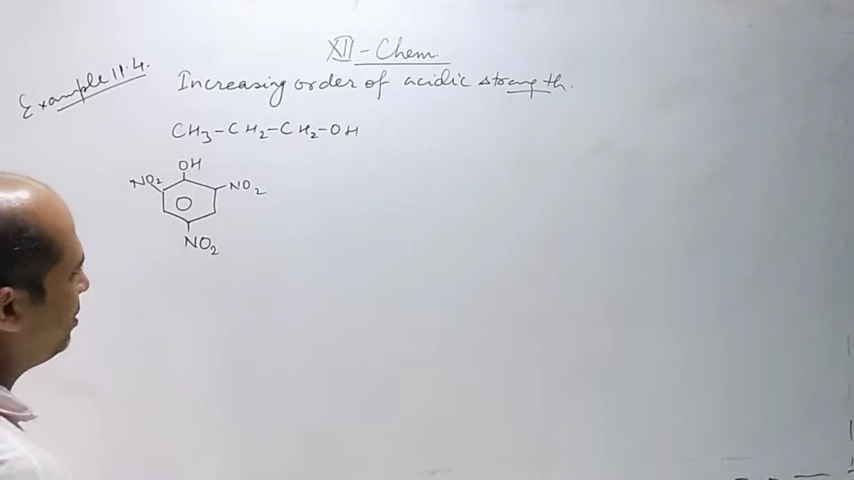 XII - Chem.
Example 11.4.
Increasing order of acidic strength.
CH3-CH2-CH2-OH
OH
NO2 NO2
NO2